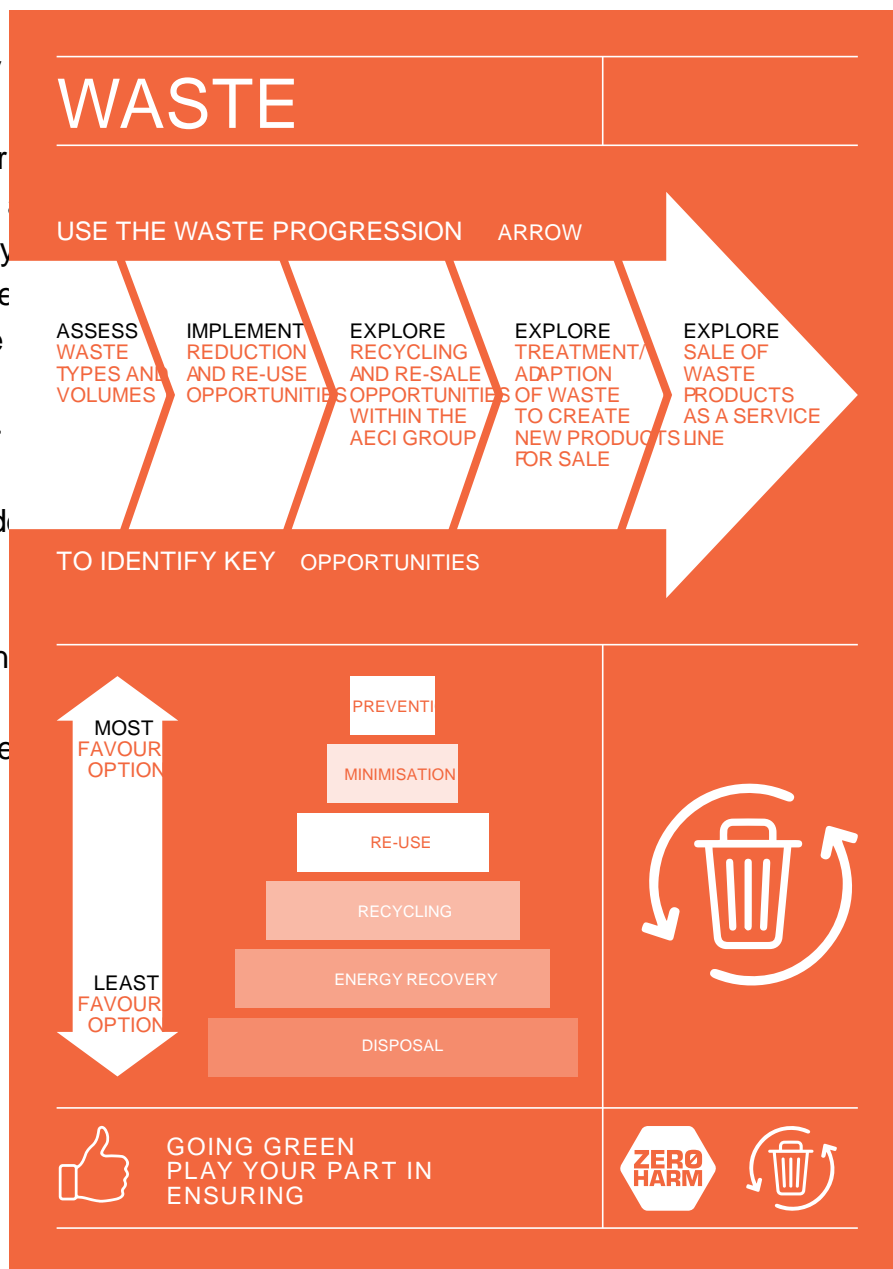 WASTE
USE THE WASTE PROGRESSION ARROW
ASSESS
WASTE
TYPES AND
VOLUMES
IMPLEMENT
REDUCTION
AND RE-USE
OPPORTUNITIES
EXPLORE
RECYCLING
AND RE-SALE
OPPORTUNITIES
WITHIN THE
AECI GROUP
EXPLORE
TREATMENT/
ADAPTION
OF WASTE
TO CREATE
NEW PRODUCTS
FOR SALE
EXPLORE
SALE OF
WASTE
PRODUCTS
AS A SERVICE
LINE
TO IDENTIFY KEY OPPORTUNITIES
MOST
FAVOUR
OPTION
LEAST
FAVOUR
OPTION
PREVENTI
MINIMISATION
RE-USE
RECYCLING
ENERGY RECOVERY
DISPOSAL
GOING GREEN
PLAY YOUR PART IN
ENSURING
ZERØ
HARM